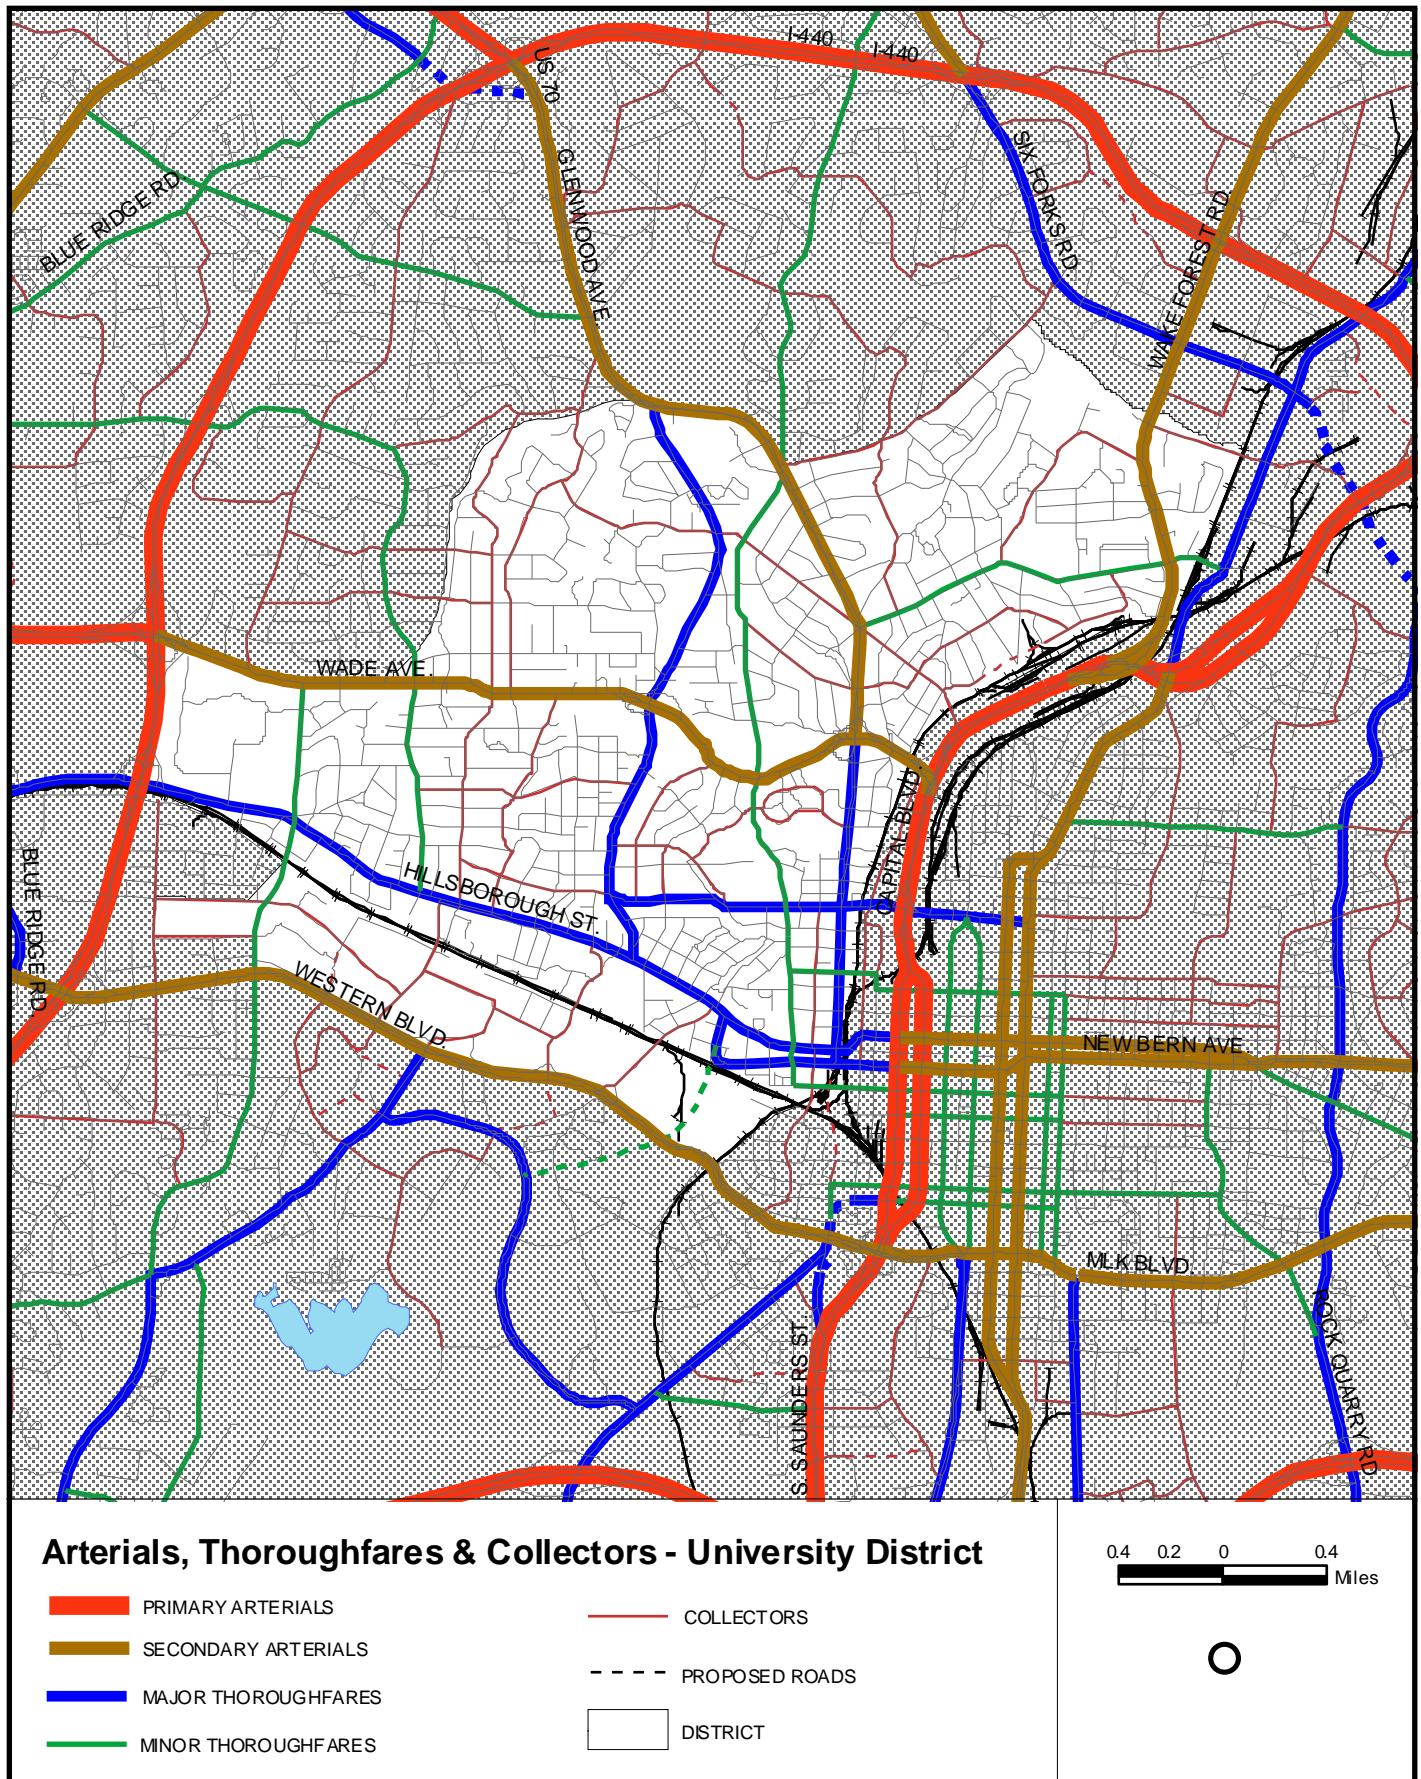 I-440
I-440
US 70
GLENWOOD AVE.
SIX FORKS RD
BLUE RIDGE RD
WAKE FOREST RD
WADE AVE.
CAPITAL BLVD
HILLSBOROUGH ST.
BLUE RIDGE RD.
WESTERN BLVD.
NEW BERN AVE
MLK BLVD.
S. SAUNDERS ST.
ROCK QUARRY RD
Arterials, Thoroughfares & Collectors - University District
PRIMARY ARTERIALS
SECONDARY ARTERIALS
MAJOR THOROUGHFARES
MINOR THOROUGHFARES
COLLECTORS
PROPOSED ROADS
DISTRICT
0.4 0.2 0 0.4
Miles